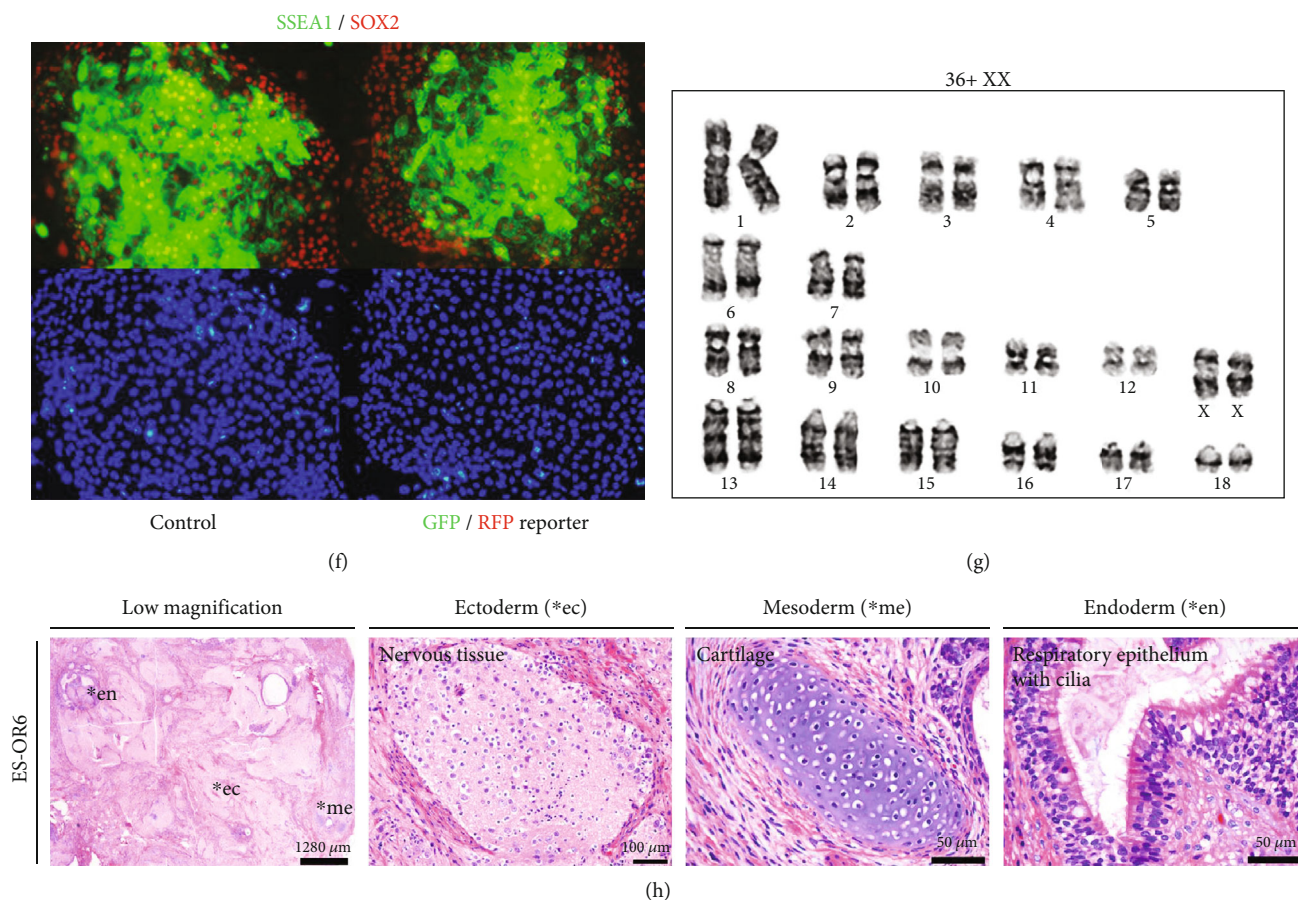 SSEA1 / SOX2
Control
GFP / RFP reporter
(f)
36+ XX
1 2 3 4 5
6 7
8 9 10 11 12 X X
13 14 15 16 17 18
(g)
Low magnification
Ectoderm (*ec)
Mesoderm (*me)
Endoderm (*en)
ES-OR6
*en
*ec
*me
1280 μm
Nervous tissue
100 μm
Cartilage
50 μm
Respiratory epithelium
with cilia
50 μm
(h)